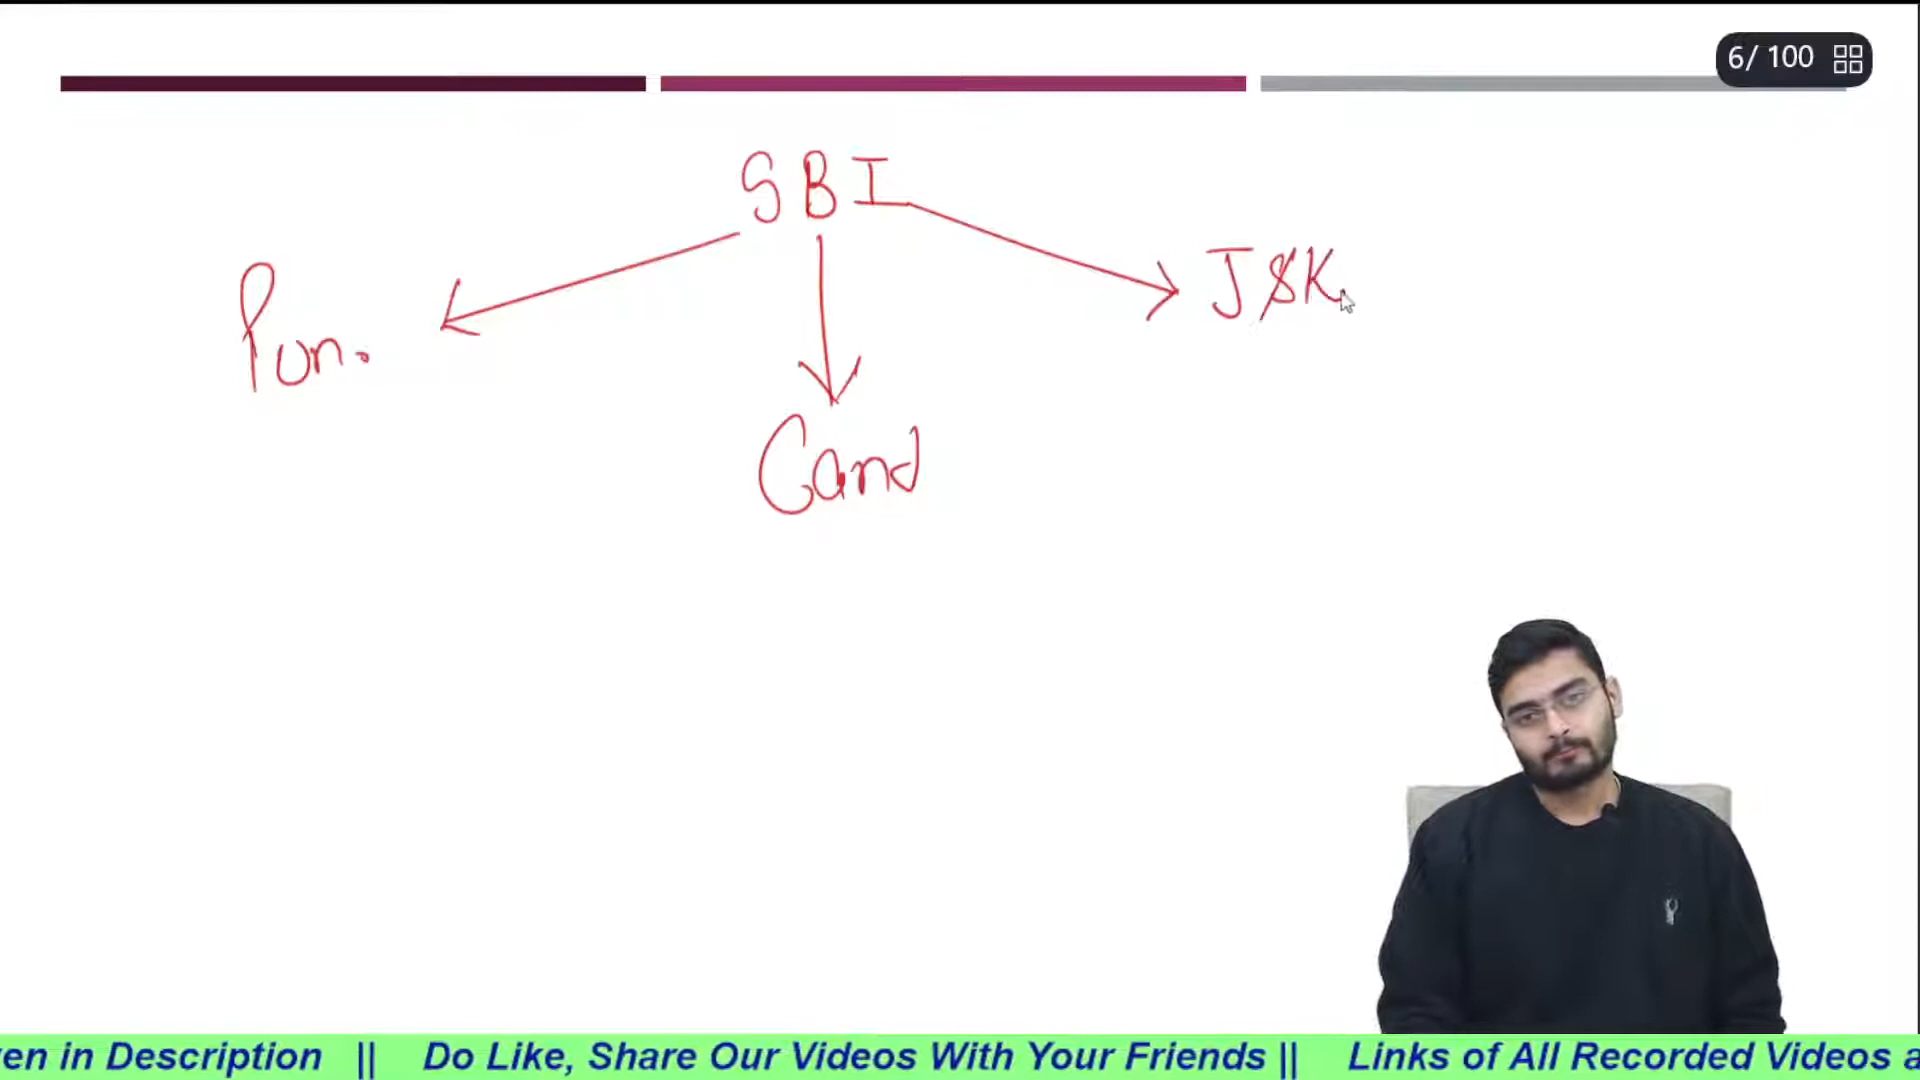 6/ 100
SBI
Pun.
J&K
Cand
ven in Description || Do Like, Share Our Videos With Your Friends || Links of All Recorded Videos a